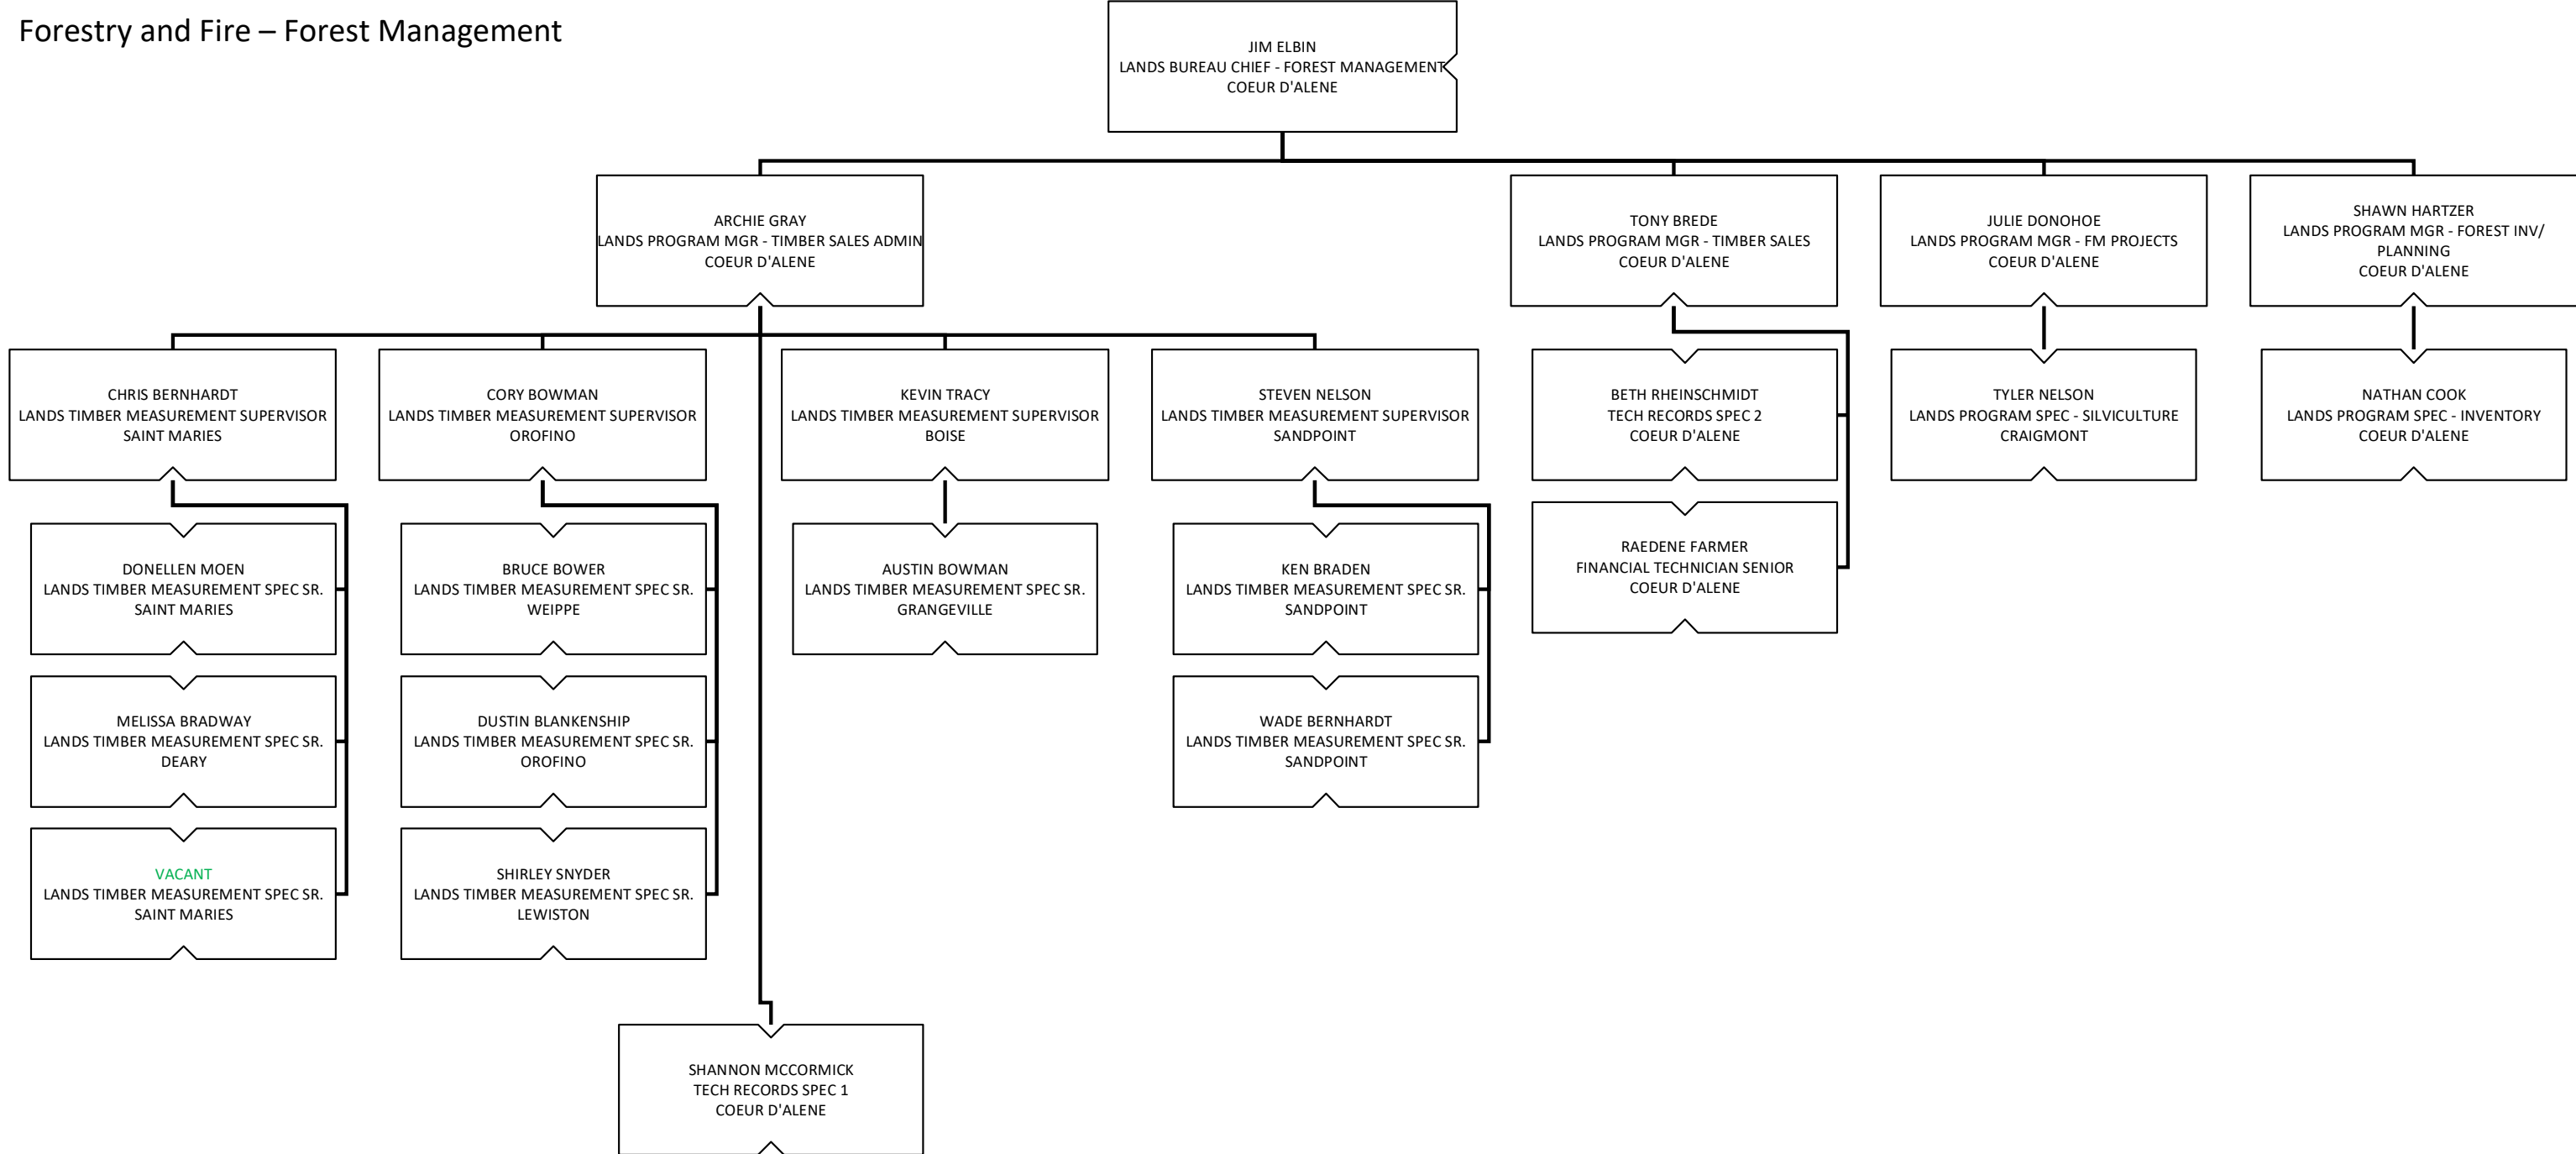 Forestry and Fire – Forest Management
JIM ELBIN
LANDS BUREAU CHIEF - FOREST MANAGEMENT
COEUR D'ALENE
ARCHIE GRAY
LANDS PROGRAM MGR - TIMBER SALES ADMIN
COEUR D'ALENE
TONY BREDE
LANDS PROGRAM MGR - TIMBER SALES
COEUR D'ALENE
JULIE DONOHOE
LANDS PROGRAM MGR - FM PROJECTS
COEUR D'ALENE
SHAWN HARTZER
LANDS PROGRAM MGR - FOREST INV/
PLANNING
COEUR D'ALENE
CHRIS BERNHARDT
LANDS TIMBER MEASUREMENT SUPERVISOR
SAINT MARIES
CORY BOWMAN
LANDS TIMBER MEASUREMENT SUPERVISOR
OROFINO
KEVIN TRACY
LANDS TIMBER MEASUREMENT SUPERVISOR
BOISE
STEVEN NELSON
LANDS TIMBER MEASUREMENT SUPERVISOR
SANDPOINT
BETH RHEINSCHMIDT
TECH RECORDS SPEC 2
COEUR D'ALENE
TYLER NELSON
LANDS PROGRAM SPEC - SILVICULTURE
CRAIGMONT
NATHAN COOK
LANDS PROGRAM SPEC - INVENTORY
COEUR D'ALENE
DONELLEN MOEN
LANDS TIMBER MEASUREMENT SPEC SR.
SAINT MARIES
BRUCE BOWER
LANDS TIMBER MEASUREMENT SPEC SR.
WEIPPE
AUSTIN BOWMAN
LANDS TIMBER MEASUREMENT SPEC SR.
GRANGEVILLE
KEN BRADEN
LANDS TIMBER MEASUREMENT SPEC SR.
SANDPOINT
RAEDENE FARMER
FINANCIAL TECHNICIAN SENIOR
COEUR D'ALENE
MELISSA BRADWAY
LANDS TIMBER MEASUREMENT SPEC SR.
DEARY
DUSTIN BLANKENSHIP
LANDS TIMBER MEASUREMENT SPEC SR.
OROFINO
WADE BERNHARDT
LANDS TIMBER MEASUREMENT SPEC SR.
SANDPOINT
VACANT
LANDS TIMBER MEASUREMENT SPEC SR.
SAINT MARIES
SHIRLEY SNYDER
LANDS TIMBER MEASUREMENT SPEC SR.
LEWISTON
SHANNON MCCORMICK
TECH RECORDS SPEC 1
COEUR D'ALENE